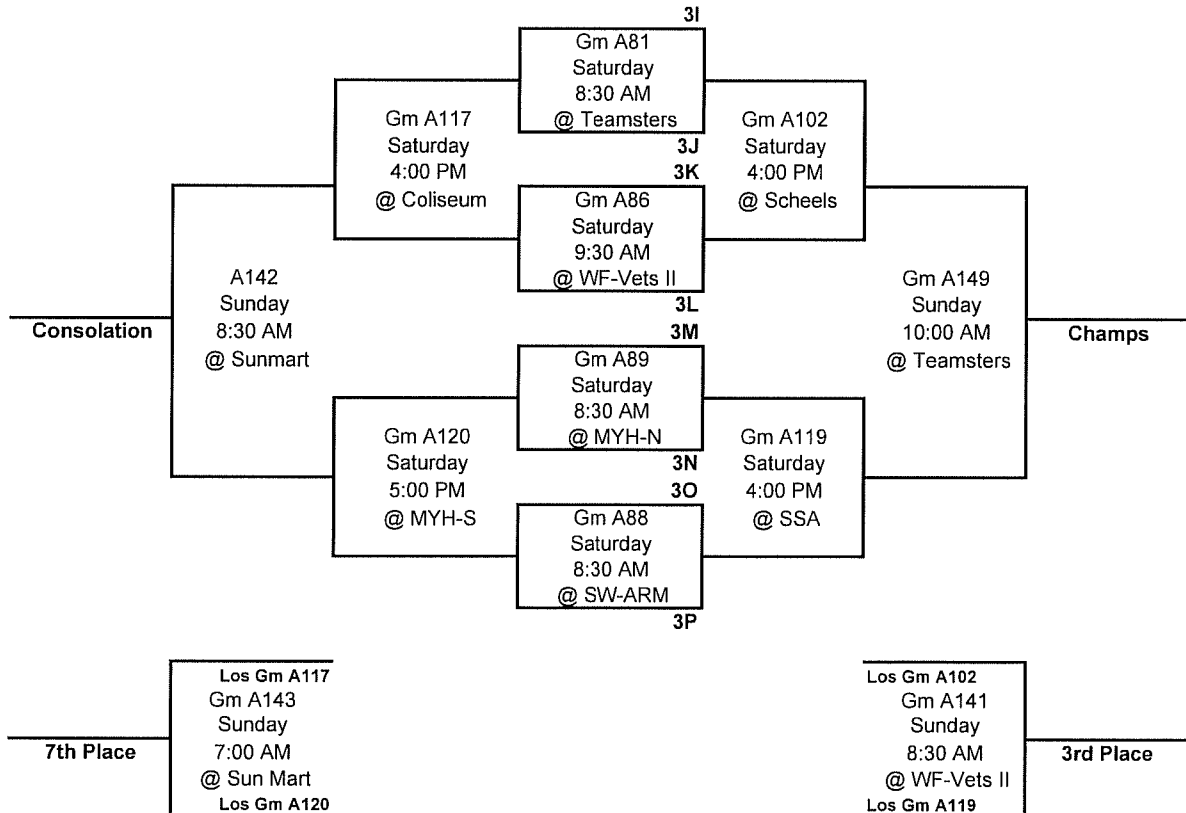 3I
Gm A81
Saturday
8:30 AM
@ Teamsters
3J
Gm A117
Saturday
4:00 PM
@ Coliseum
Gm A102
Saturday
4:00 PM
@ Scheels
3K
Gm A86
Saturday
9:30 AM
@ WF-Vets II
3L
A142
Sunday
8:30 AM
@ Sunmart
Consolation
Gm A149
Sunday
10:00 AM
@ Teamsters
Champs
3M
Gm A89
Saturday
8:30 AM
@ MYH-N
3N
Gm A120
Saturday
5:00 PM
@ MYH-S
Gm A119
Saturday
4:00 PM
@ SSA
3O
Gm A88
Saturday
8:30 AM
@ SW-ARM
3P
Los Gm A117
Gm A143
Sunday
7:00 AM
@ Sun Mart
Los Gm A120
7th Place
Los Gm A102
Gm A141
Sunday
8:30 AM
@ WF-Vets II
Los Gm A119
3rd Place